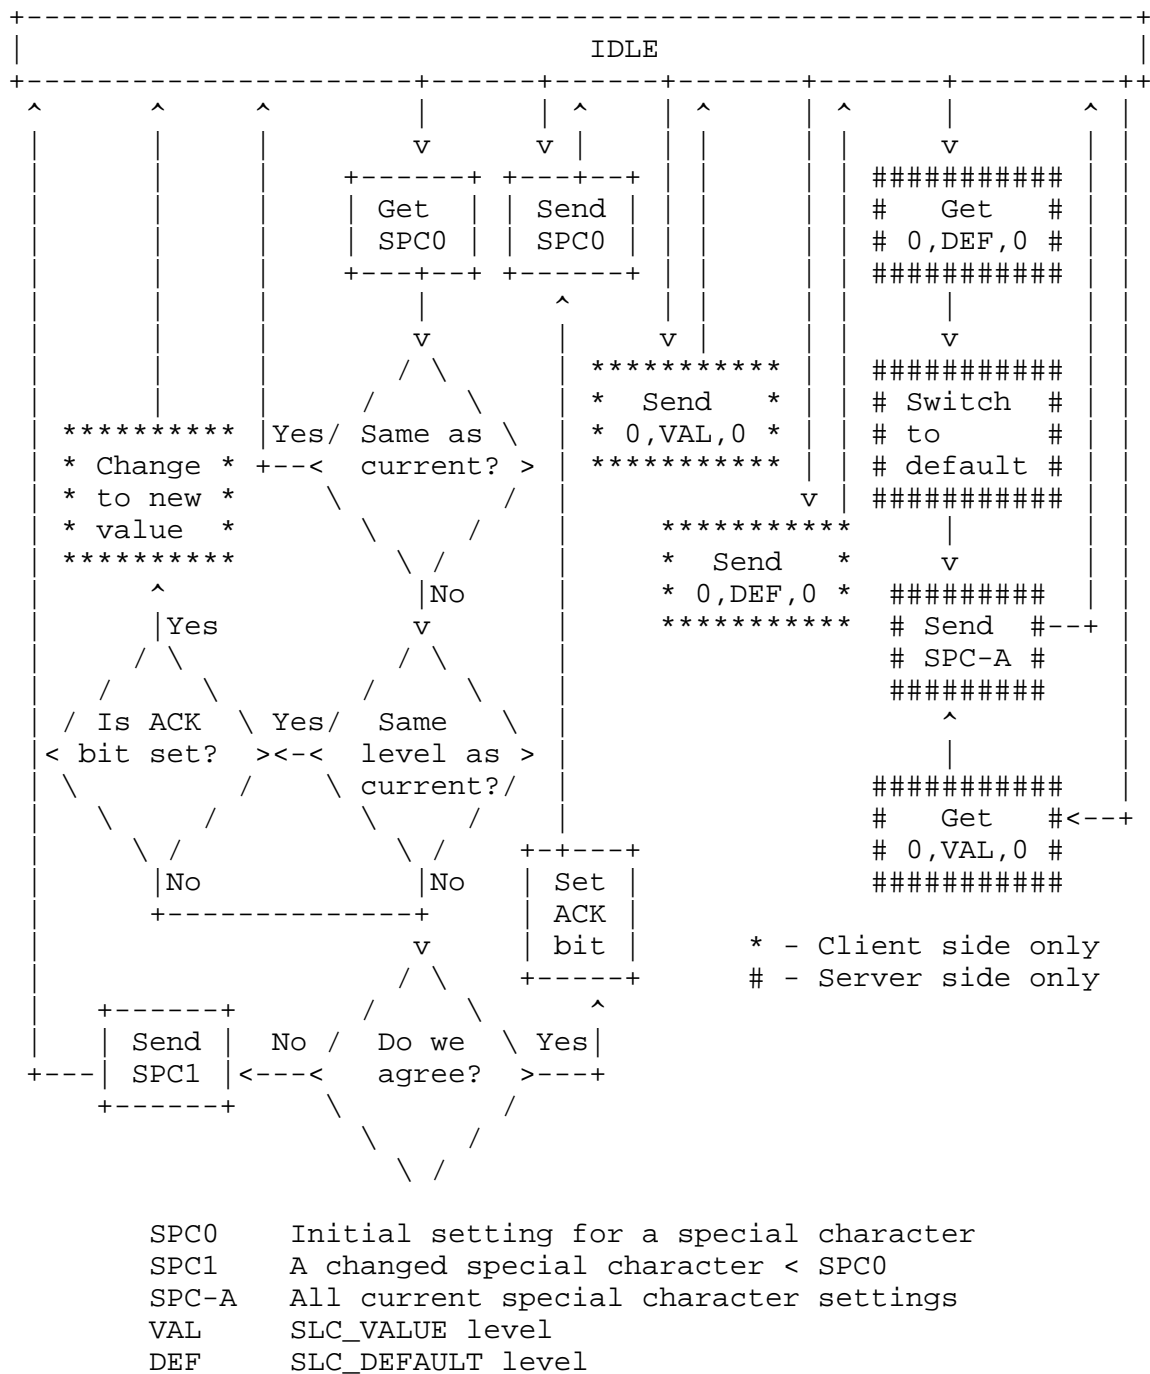 IDLE
Get
SPC0
Send
SPC0
Get
0,DEF,0
Send
0,VAL,0
Switch
to
default
Yes
Same as
current?
Change
to new
value
Send
0,DEF,0
No
Yes
Send
SPC-A
Is ACK
bit set?
Yes
Same
level as
current?
Get
0,VAL,0
No
No
Set
ACK
bit
* - Client side only
# - Server side only
Send
SPC1
No
Do we
agree?
Yes
SPC0 Initial setting for a special character
SPC1 A changed special character < SPC0
SPC-A All current special character settings
VAL SLC_VALUE level
DEF SLC_DEFAULT level